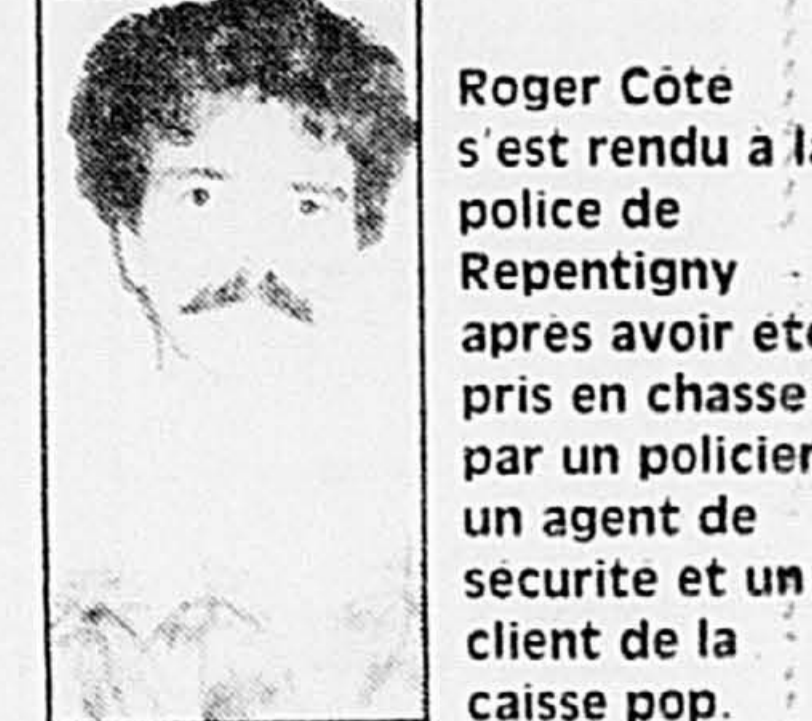 Roger Côté
s'est rendu à la
police de
Repentigny
après avoir été
pris en chasse
par un policier
un agent de
sécurité et un
client de la
caisse pop.